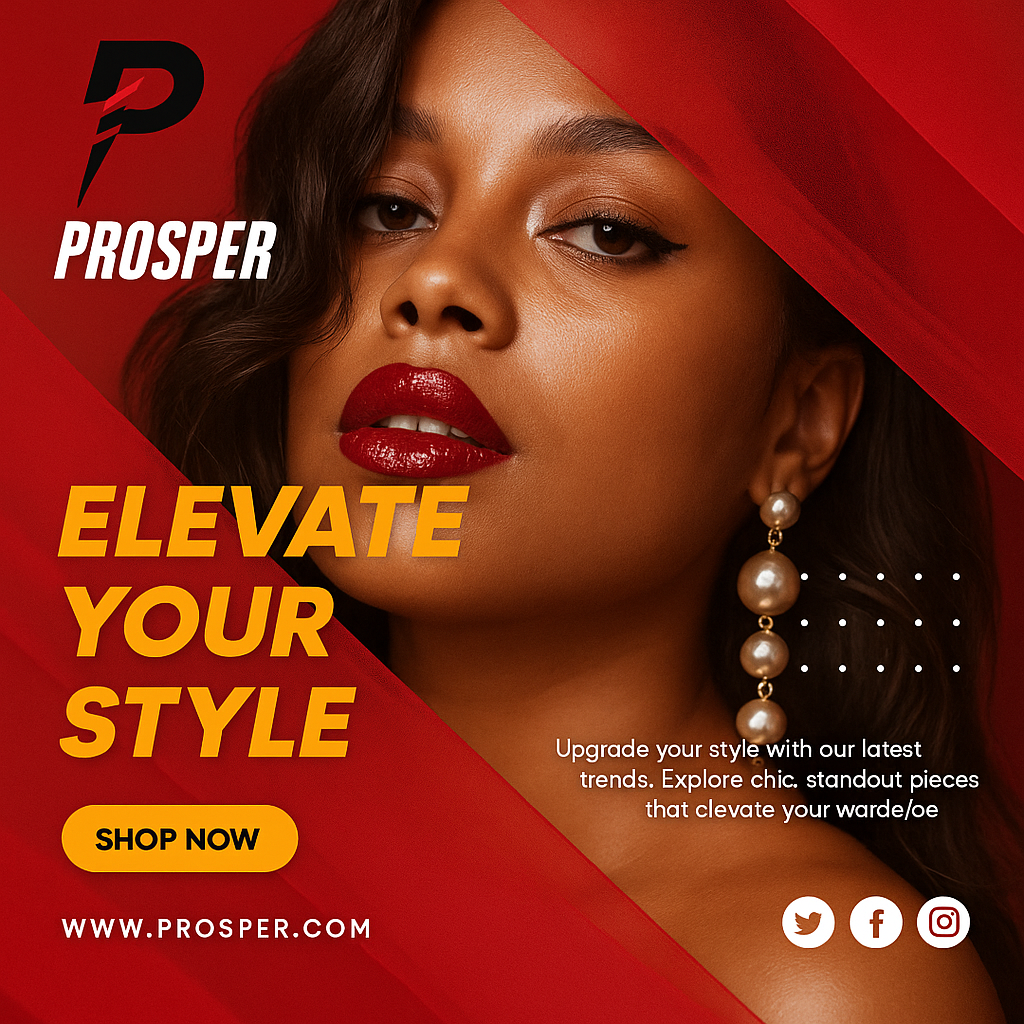 PROSPER
ELEVATE
YOUR
STYLE
SHOP NOW
WWW.PROSPER.COM
Upgrade your style with our latest
trends. Explore chic. standout pieces
that clevate your warde/oe